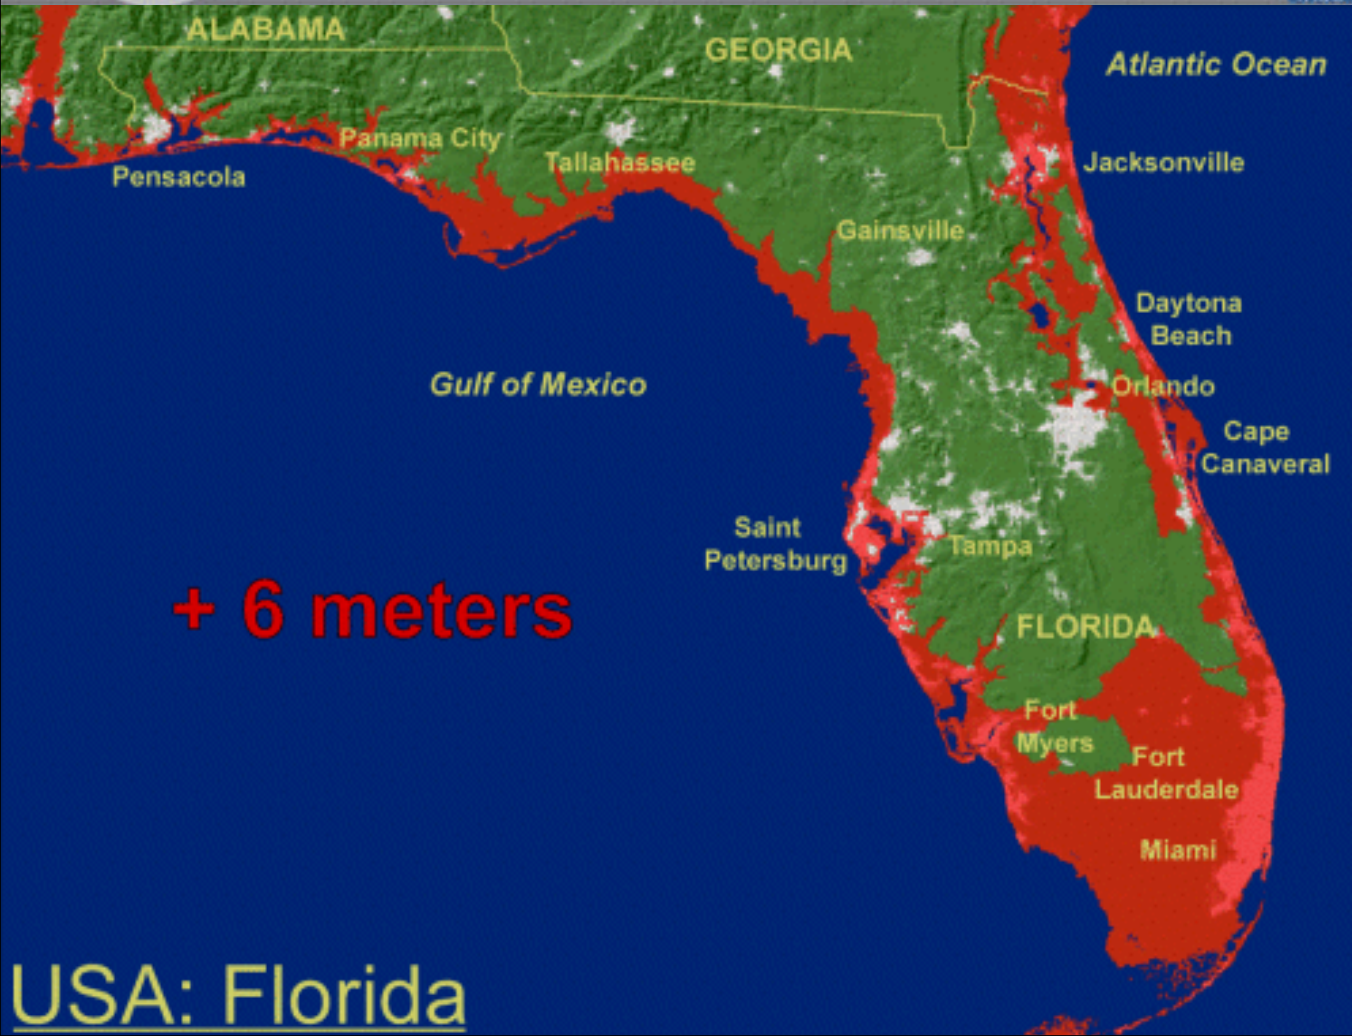 ALABAMA
GEORGIA
Atlantic Ocean
Panama City
Tallahassee
Pensacola
Jacksonville
Gainsville
Daytona
Beach
Gulf of Mexico
Orlando
Cape
Canaveral
Saint
Petersburg
Tampa
+ 6 meters
FLORIDA
Fort
Myers
Fort
Lauderdale
Miami
USA: Florida